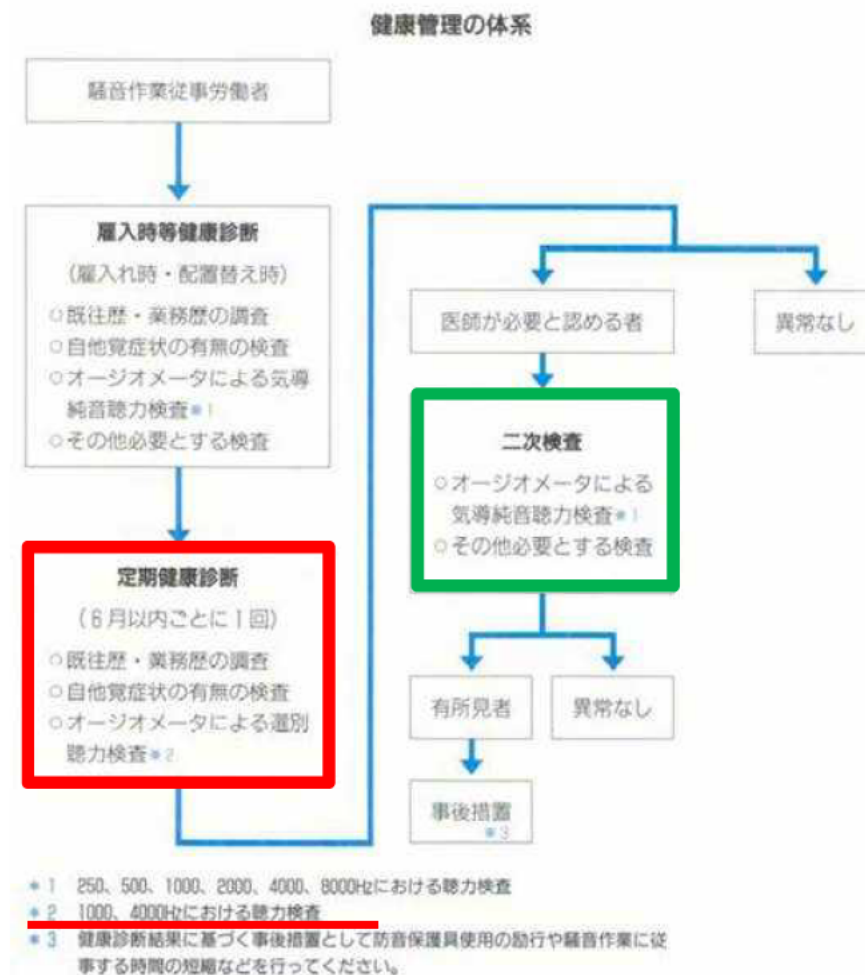 健康管理の体系
騒音作業従事労働者
雇入時等健康診断
(雇入れ時・配置替え時)
○既往歴・業務歴の調査
○自他覚症状の有無の検査
○オージオメータによる気導
純音聴力検査*1
○その他必要とする検査
定期健康診断
(6月以内ごとに1回)
○既往歴・業務歴の調査
○自他覚症状の有無の検査
○オージオメータによる選別
聴力検査*2
医師が必要と認める者
異常なし
二次検査
○オージオメータによる
気導純音聴力検査*1
○その他必要とする検査
有所見者
異常なし
事後措置
*3
*1 250、500、1000、2000、4000、8000Hzにおける聴力検査
*2 1000、4000Hzにおける聴力検査
*3 健康診断結果に基づく事後措置として防音保護具使用の励行や騒音作業に従
事する時間の短縮などを行ってください。